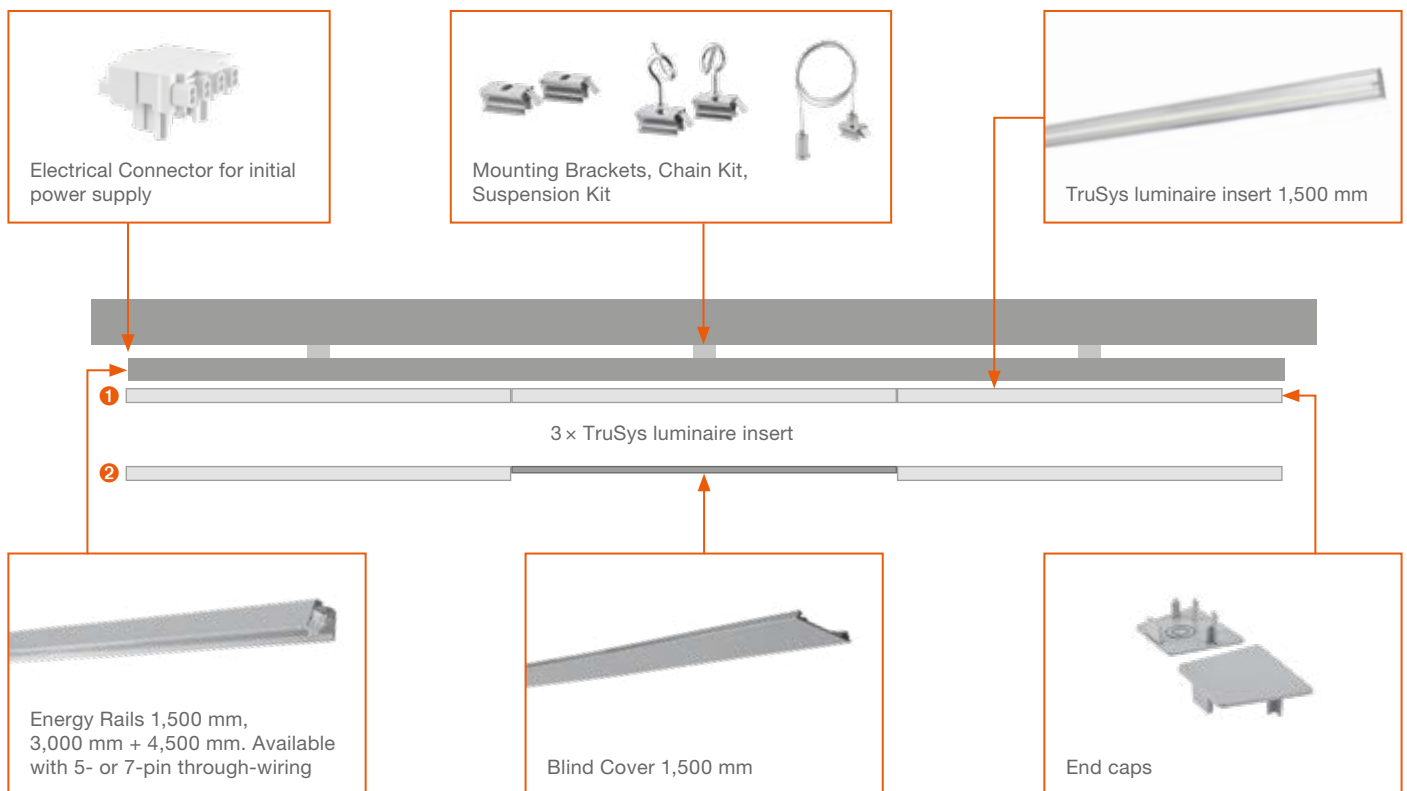 Electrical Connector for initial
power supply
Mounting Brackets, Chain Kit,
Suspension Kit
TruSys luminaire insert 1,500 mm
1
3 × TruSys luminaire insert
2
Energy Rails 1,500 mm,
3,000 mm + 4,500 mm. Available
with 5- or 7-pin through-wiring
Blind Cover 1,500 mm
End caps